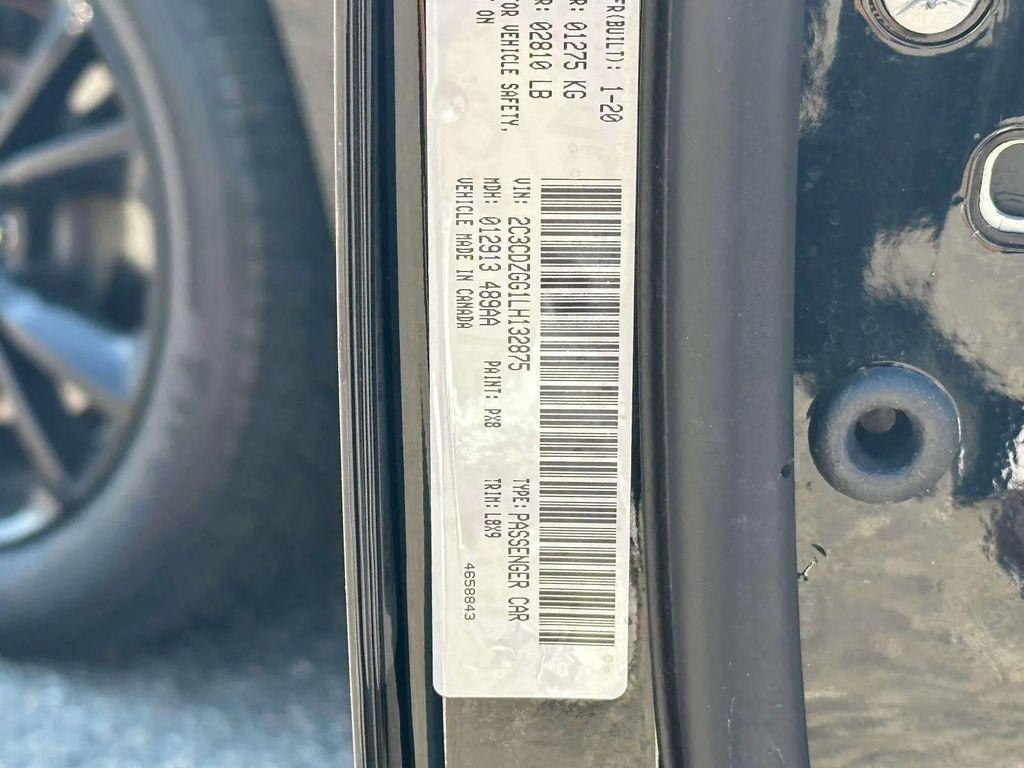 FR(BUILT): 1-20
R: 01275 KG
R: 02810 LB
OR VEHICLE SAFETY,
T ON
VIN: 2C3CDZGG1LH132875
TYPE: PASSENGER CAR
MDH: 012913 489AA
PAINT: PX8
TRIM: L8X9
VEHICLE MADE IN CANADA
4658843